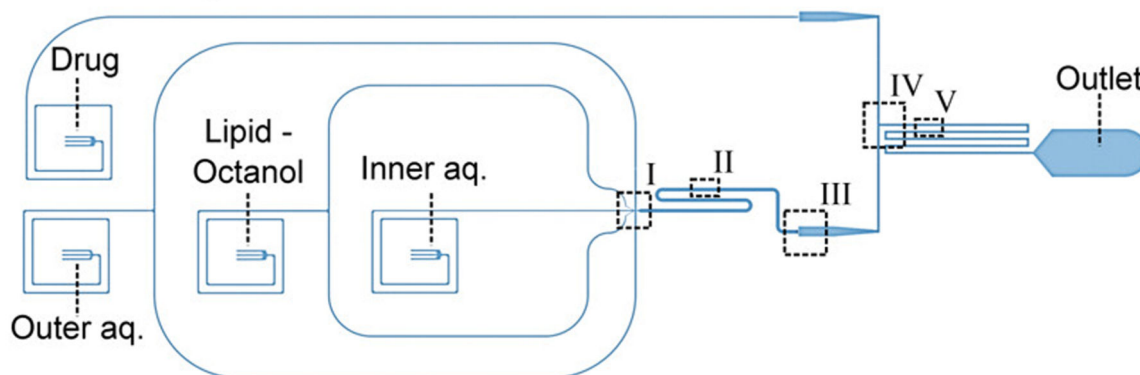 Drug
Lipid -
Octanol
Inner aq.
Outer aq.
I
II
III
IV
V
Outlet